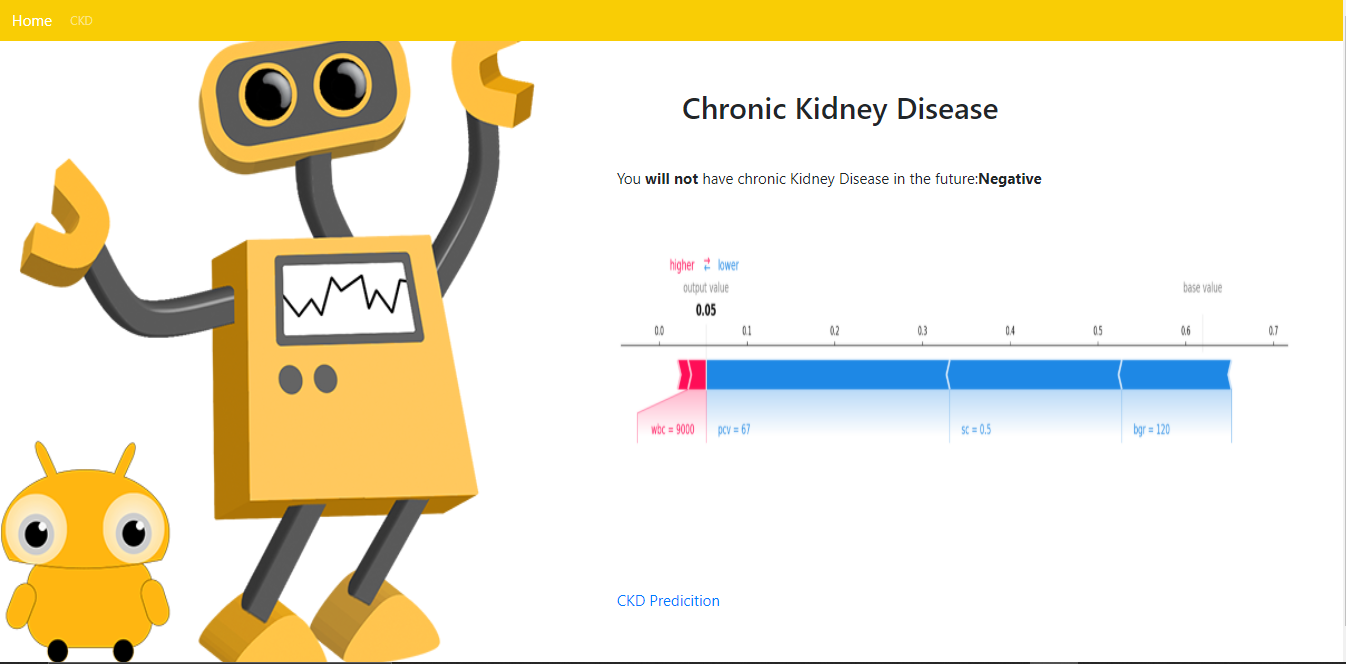 Home CKD
Chronic Kidney Disease
You will not have chronic Kidney Disease in the future:Negative
higher ⇄ lower
output value base value
0.05
0.0 0.1 0.2 0.3 0.4 0.5 0.6 0.7
wbc = 9000 pcv = 67 sc = 0.5 bgr = 120
CKD Predicition